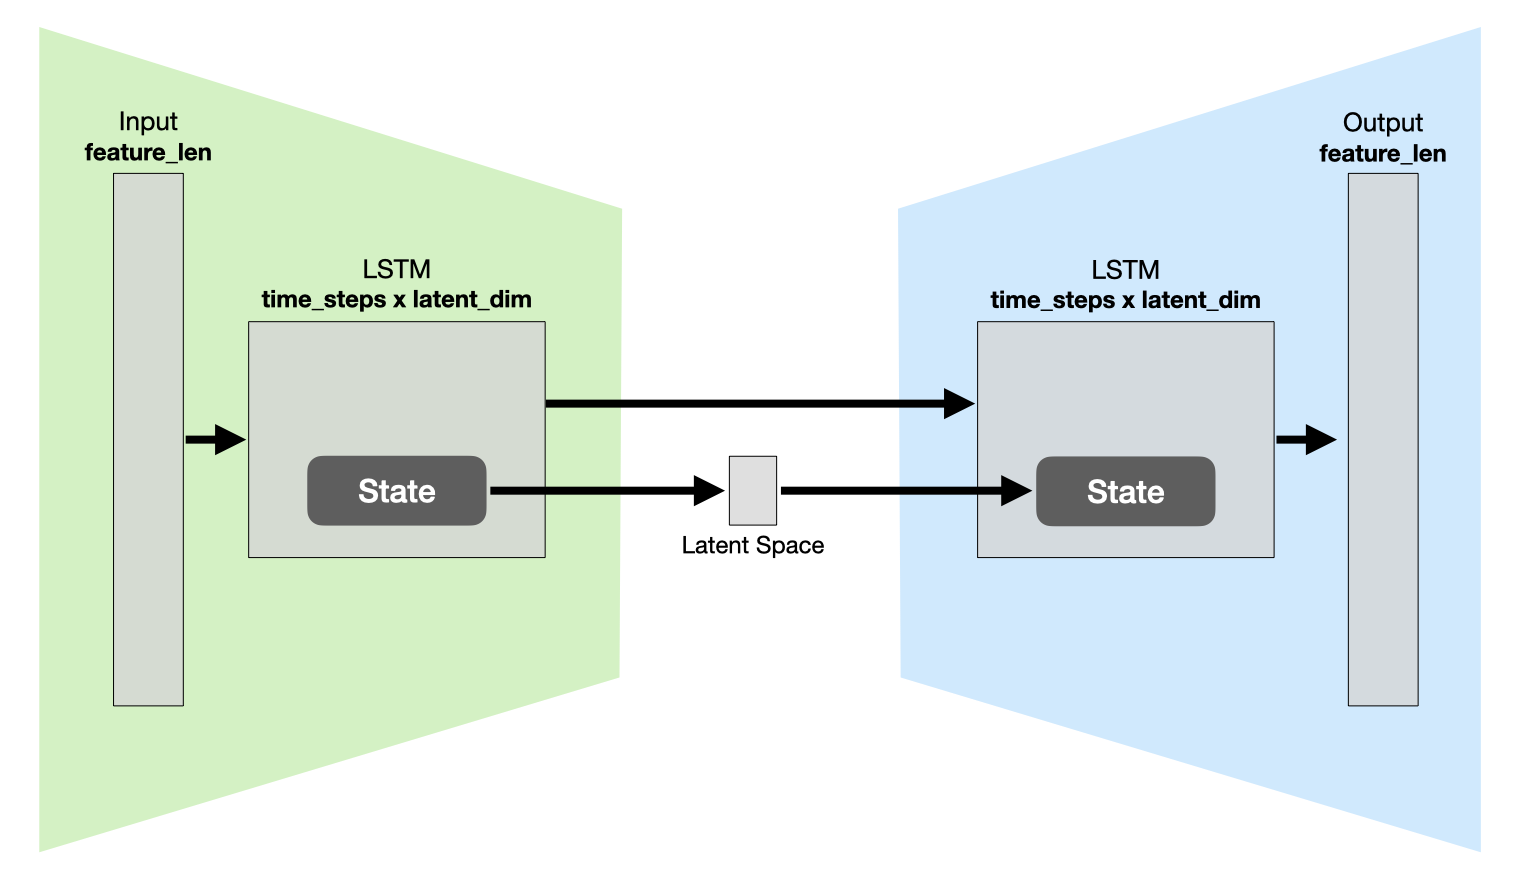 Input
feature_len
LSTM
time_steps x latent_dim
State
Latent Space
LSTM
time_steps x latent_dim
State
Output
feature_len